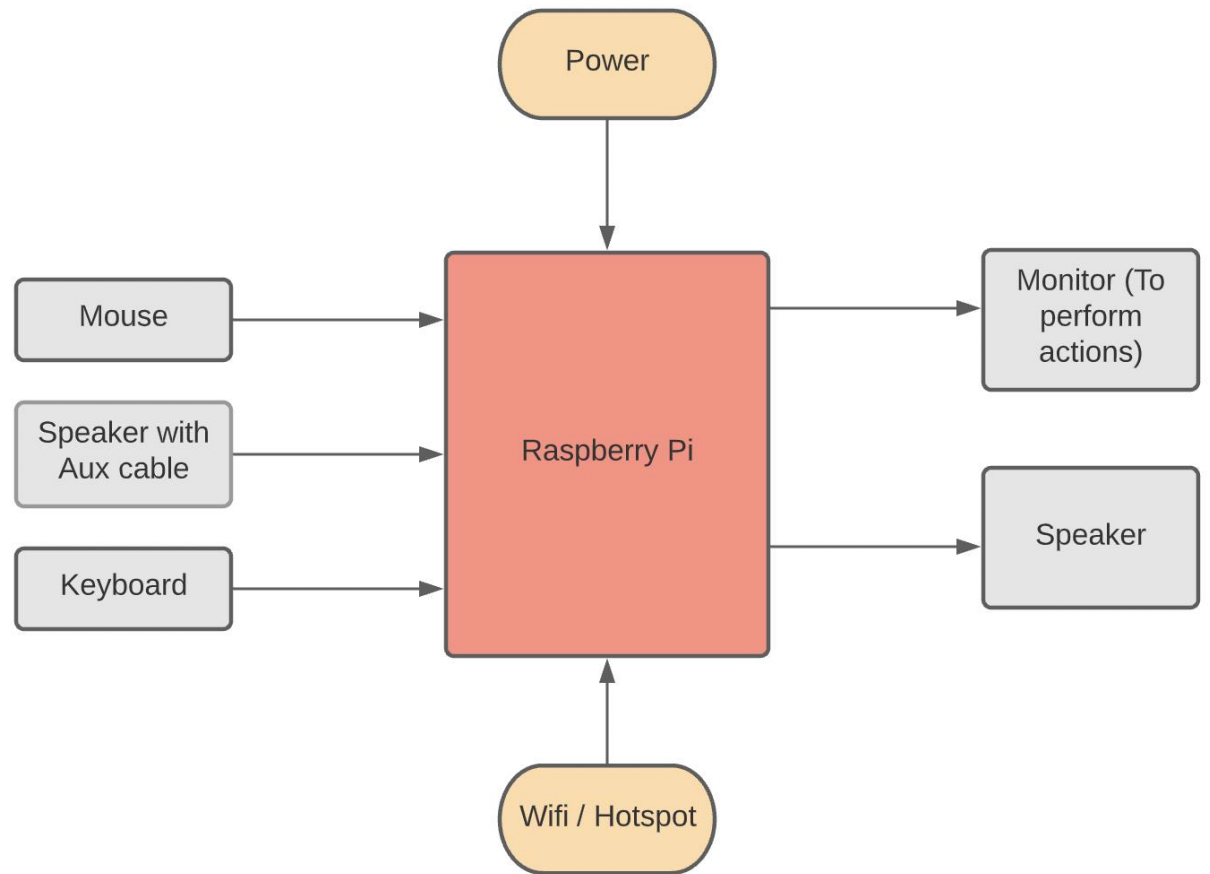 Power
Mouse
Speaker with
Aux cable
Keyboard
Raspberry Pi
Monitor (To
perform
actions)
Speaker
Wifi / Hotspot